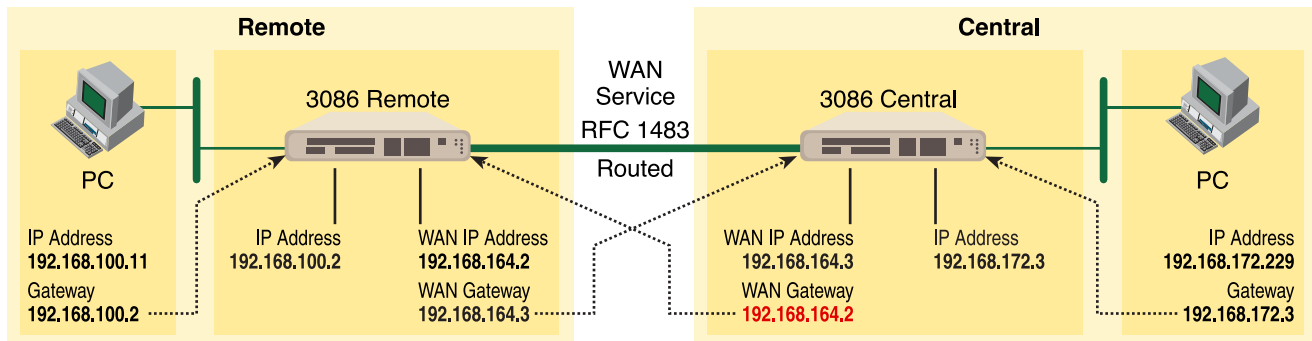 Remote
Central
WAN
Service
RFC 1483
Routed
3086 Remote
3086 Central
PC
PC
IP Address
192.168.100.11
Gateway
192.168.100.2
IP Address
192.168.100.2
WAN IP Address
192.168.164.2
WAN Gateway
192.168.164.3
WAN IP Address
192.168.164.3
WAN Gateway
192.168.164.2
IP Address
192.168.172.3
IP Address
192.168.172.229
Gateway
192.168.172.3